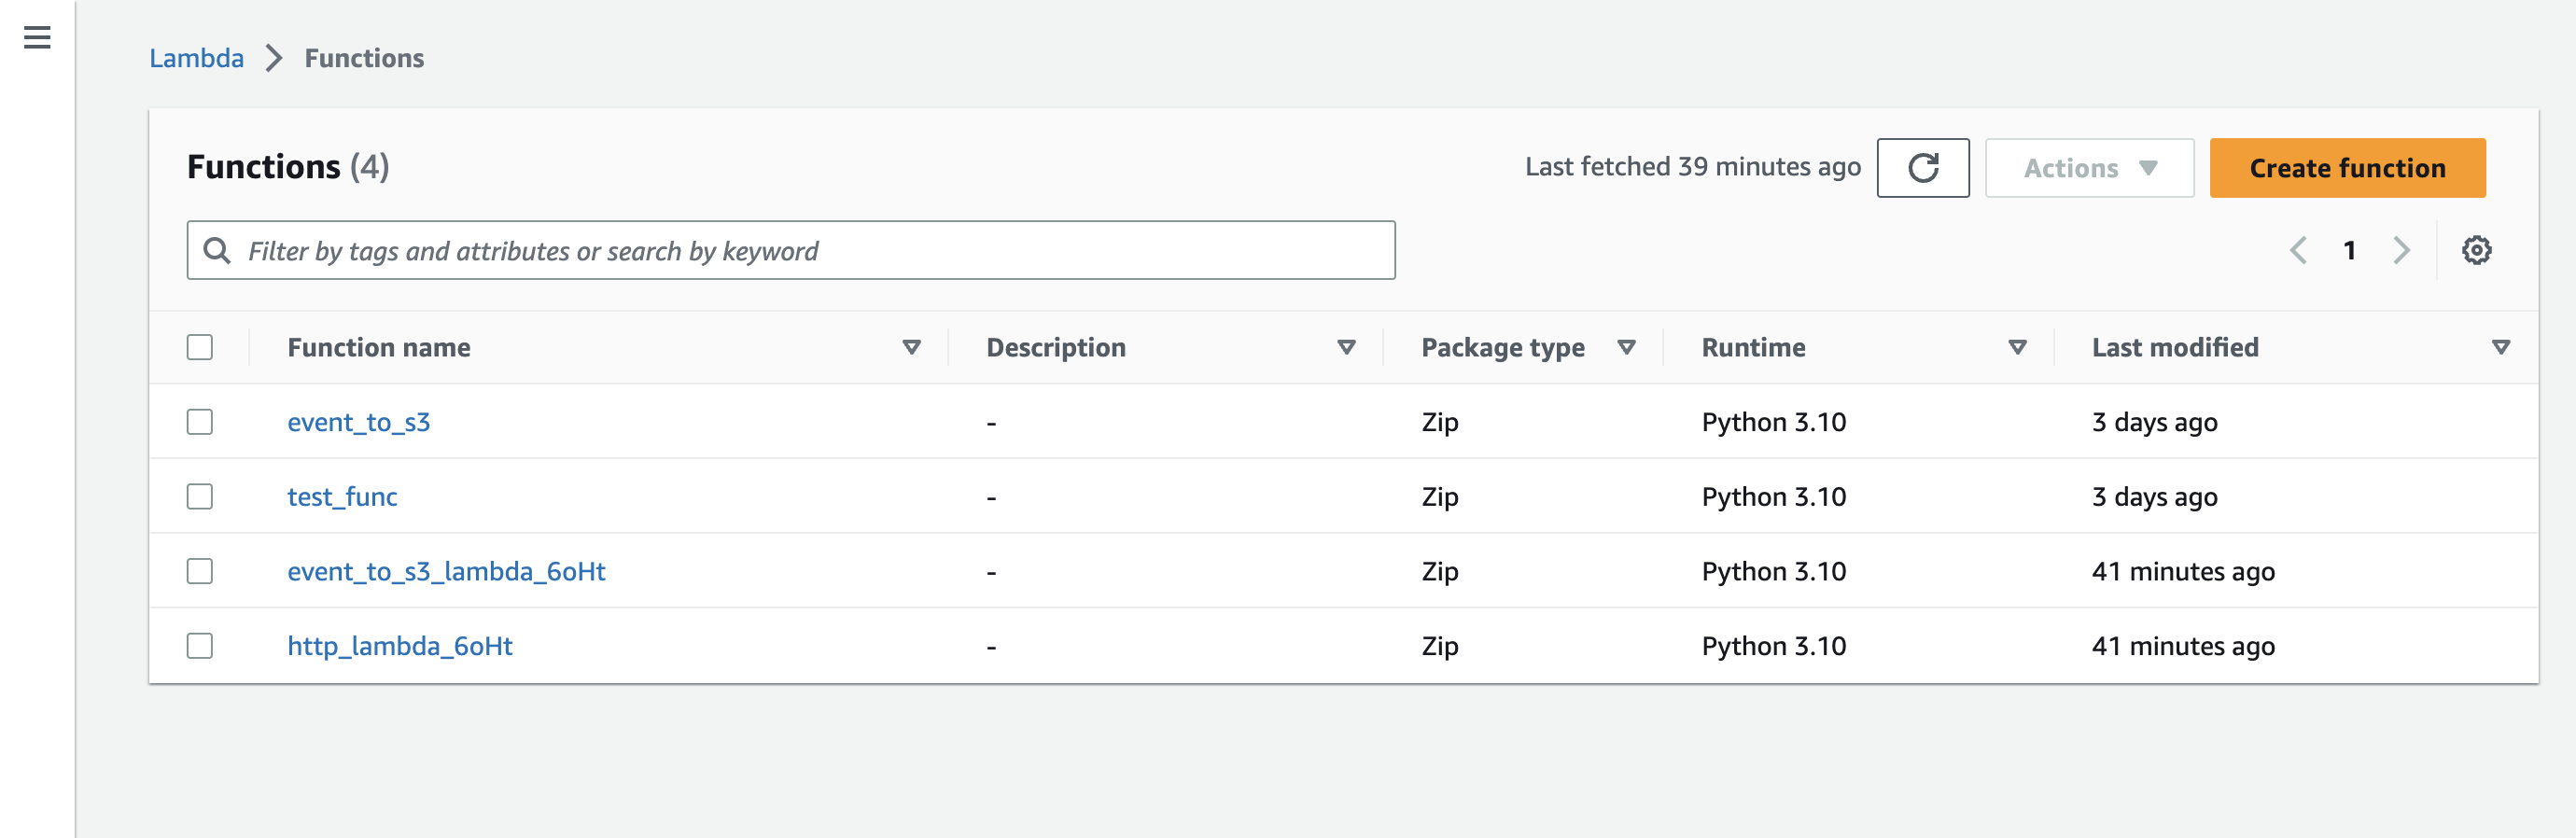 Lambda > Functions
Functions (4)
Last fetched 39 minutes ago
Actions
Create function
Filter by tags and attributes or search by keyword
1
Function name Description Package type Runtime Last modified
event_to_s3 - Zip Python 3.10 3 days ago
test_func - Zip Python 3.10 3 days ago
event_to_s3_lambda_6oHt - Zip Python 3.10 41 minutes ago
http_lambda_6oHt - Zip Python 3.10 41 minutes ago